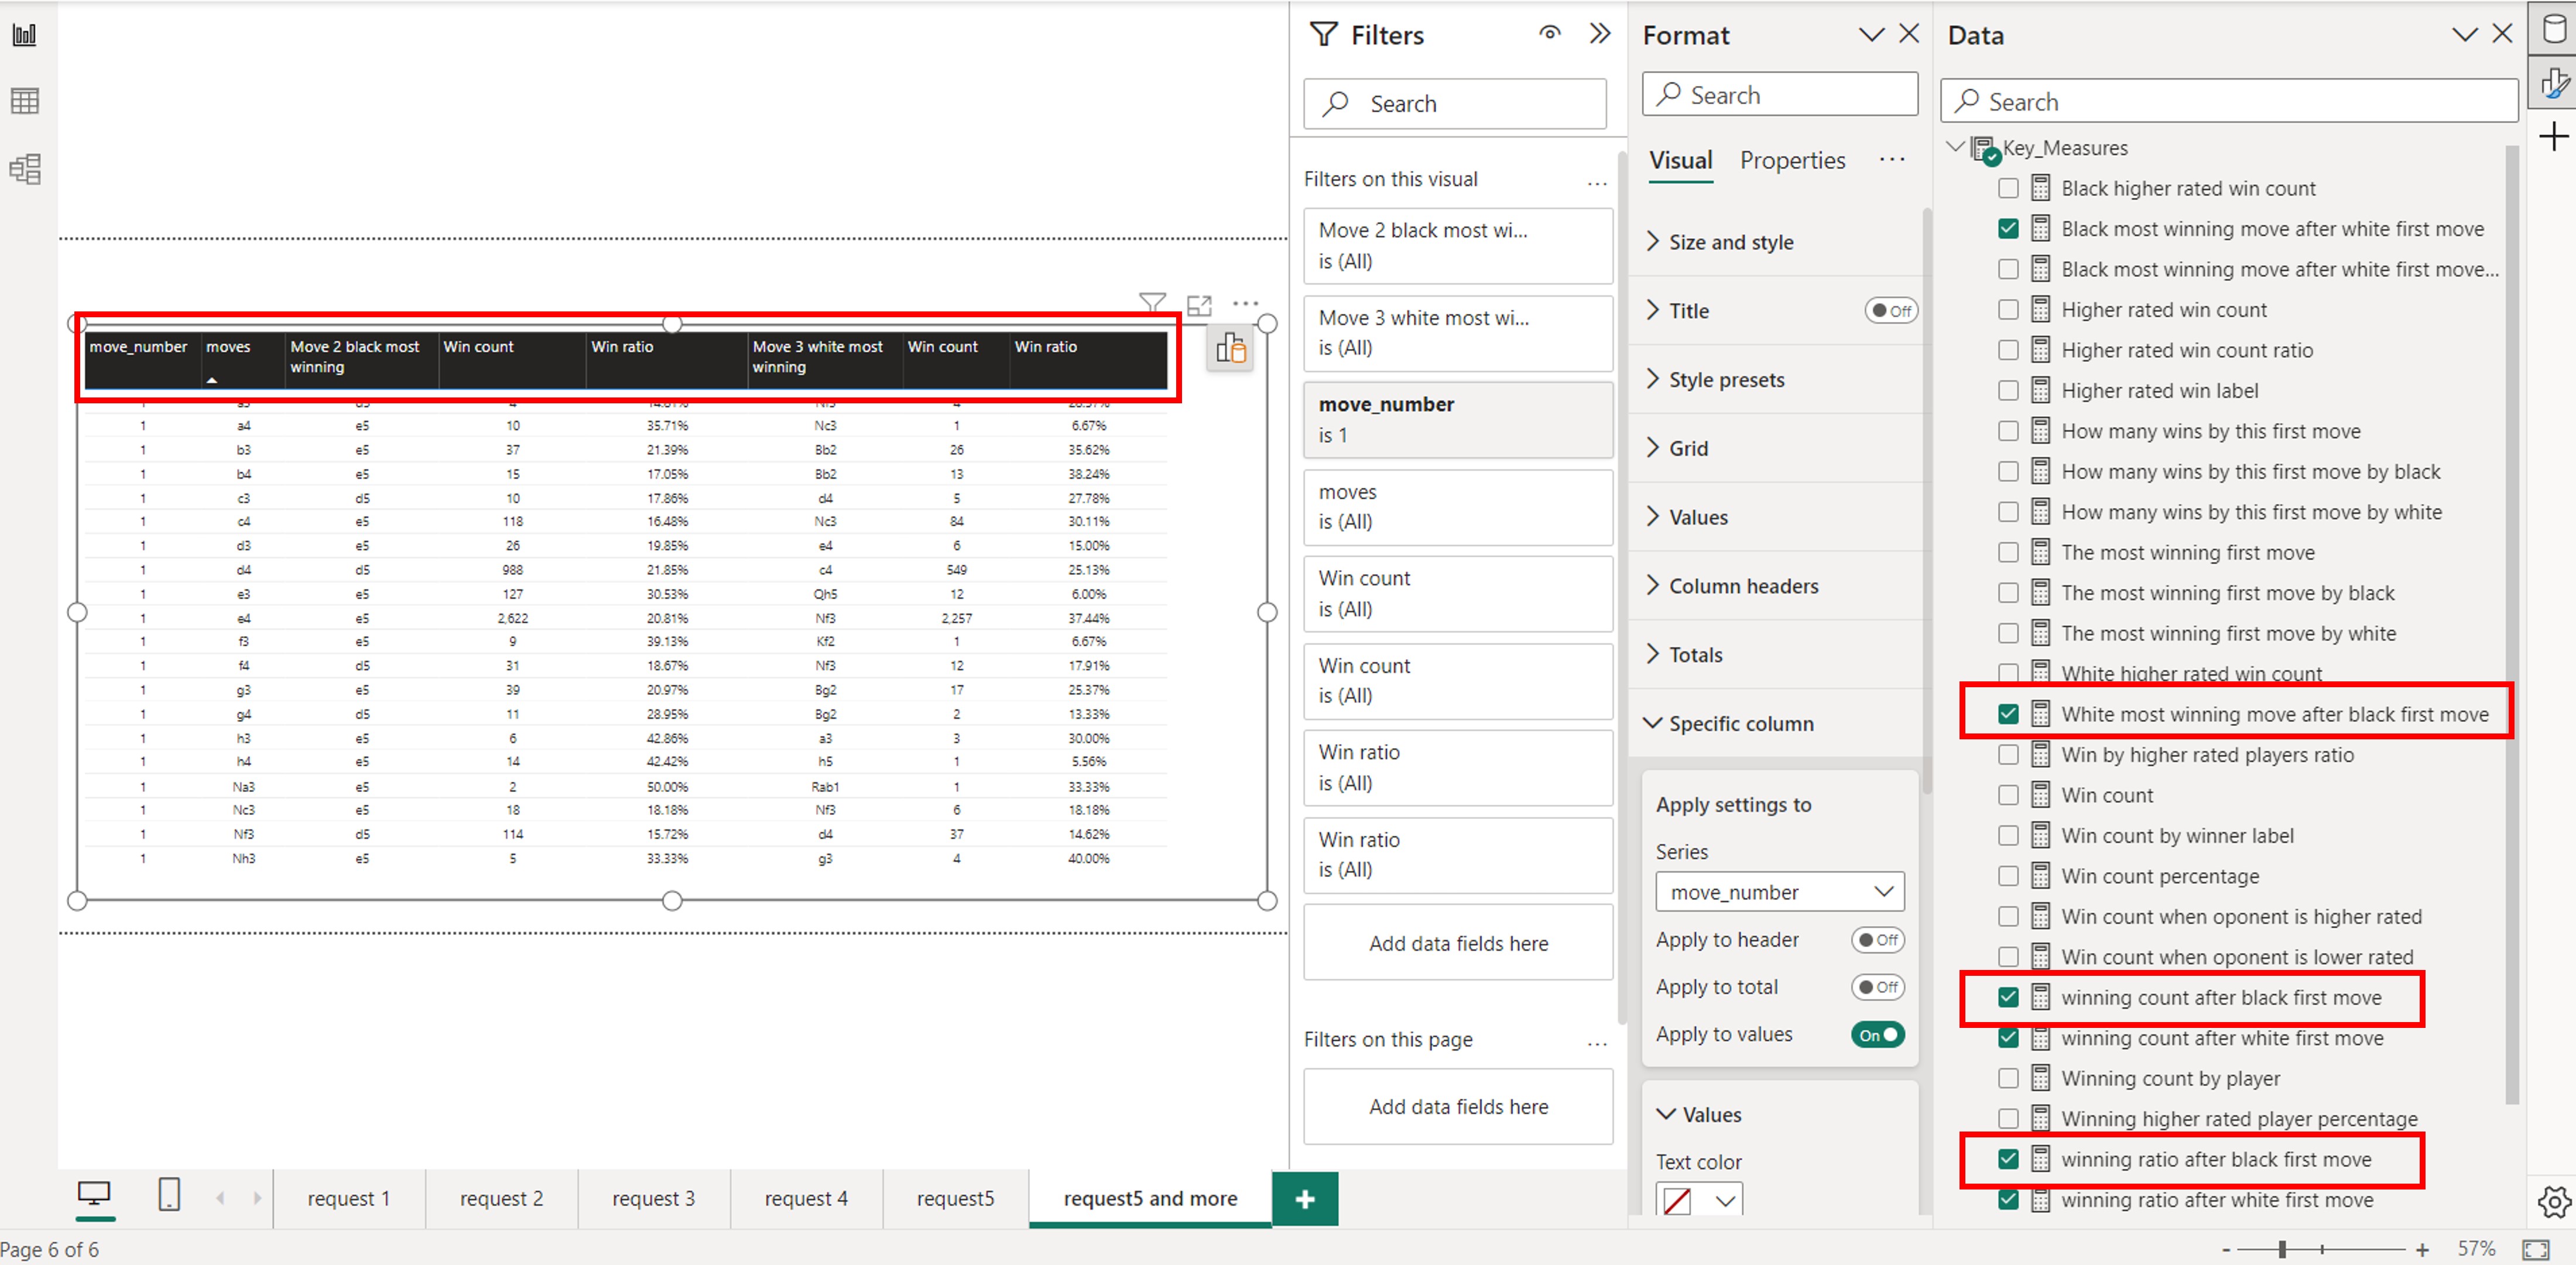 Filters
Search
Filters on this visual
...
Move 2 black most wi...
is (All)
Move 3 white most wi...
is (All)
move_number
is 1
moves
is (All)
Win count
is (All)
Win count
is (All)
Win ratio
is (All)
Win ratio
is (All)
Add data fields here
Filters on this page
...
Add data fields here
Format
Search
Visual Properties ...
Size and style
Title Off
Style presets
Grid
Values
Column headers
Totals
Specific column
Apply settings to
Series
move_number
Apply to header Off
Apply to total Off
Apply to values On
Values
Text color
Data
Search
Key_Measures
Black higher rated win count
Black most winning move after white first move
Black most winning move after white first move...
Higher rated win count
Higher rated win count ratio
Higher rated win label
How many wins by this first move
How many wins by this first move by black
How many wins by this first move by white
The most winning first move
The most winning first move by black
The most winning first move by white
White higher rated win count
White most winning move after black first move
Win by higher rated players ratio
Win count
Win count by winner label
Win count percentage
Win count when oponent is higher rated
Win count when oponent is lower rated
winning count after black first move
winning count after white first move
Winning count by player
Winning higher rated player percentage
winning ratio after black first move
winning ratio after white first move
move_number moves Move 2 black most winning Win count Win ratio Move 3 white most winning Win count Win ratio
1 a4 e5 10 35.71% Nc3 1 6.67%
1 b3 e5 37 21.39% Bb2 26 35.62%
1 b4 e5 15 17.05% Bb2 13 38.24%
1 c3 d5 10 17.86% d4 5 27.78%
1 c4 e5 118 16.48% Nc3 84 30.11%
1 d3 e5 26 19.85% e4 6 15.00%
1 d4 d5 988 21.85% c4 549 25.13%
1 e3 e5 127 30.53% Qh5 12 6.00%
1 e4 e5 2,622 20.81% Nf3 2,257 37.44%
1 f3 e5 9 39.13% Kf2 1 6.67%
1 f4 d5 31 18.67% Nf3 12 17.91%
1 g3 e5 39 20.97% Bg2 17 25.37%
1 g4 d5 11 28.95% Bg2 2 13.33%
1 h3 e5 6 42.86% a3 3 30.00%
1 h4 e5 14 42.42% h5 1 5.56%
1 Na3 e5 2 50.00% Rab1 1 33.33%
1 Nc3 e5 18 18.18% Nf3 6 18.18%
1 Nf3 d5 114 15.72% d4 37 14.62%
1 Nh3 e5 5 33.33% g3 4 40.00%
request 1 request 2 request 3 request 4 request5 request5 and more +
Page 6 of 6
- + 57%